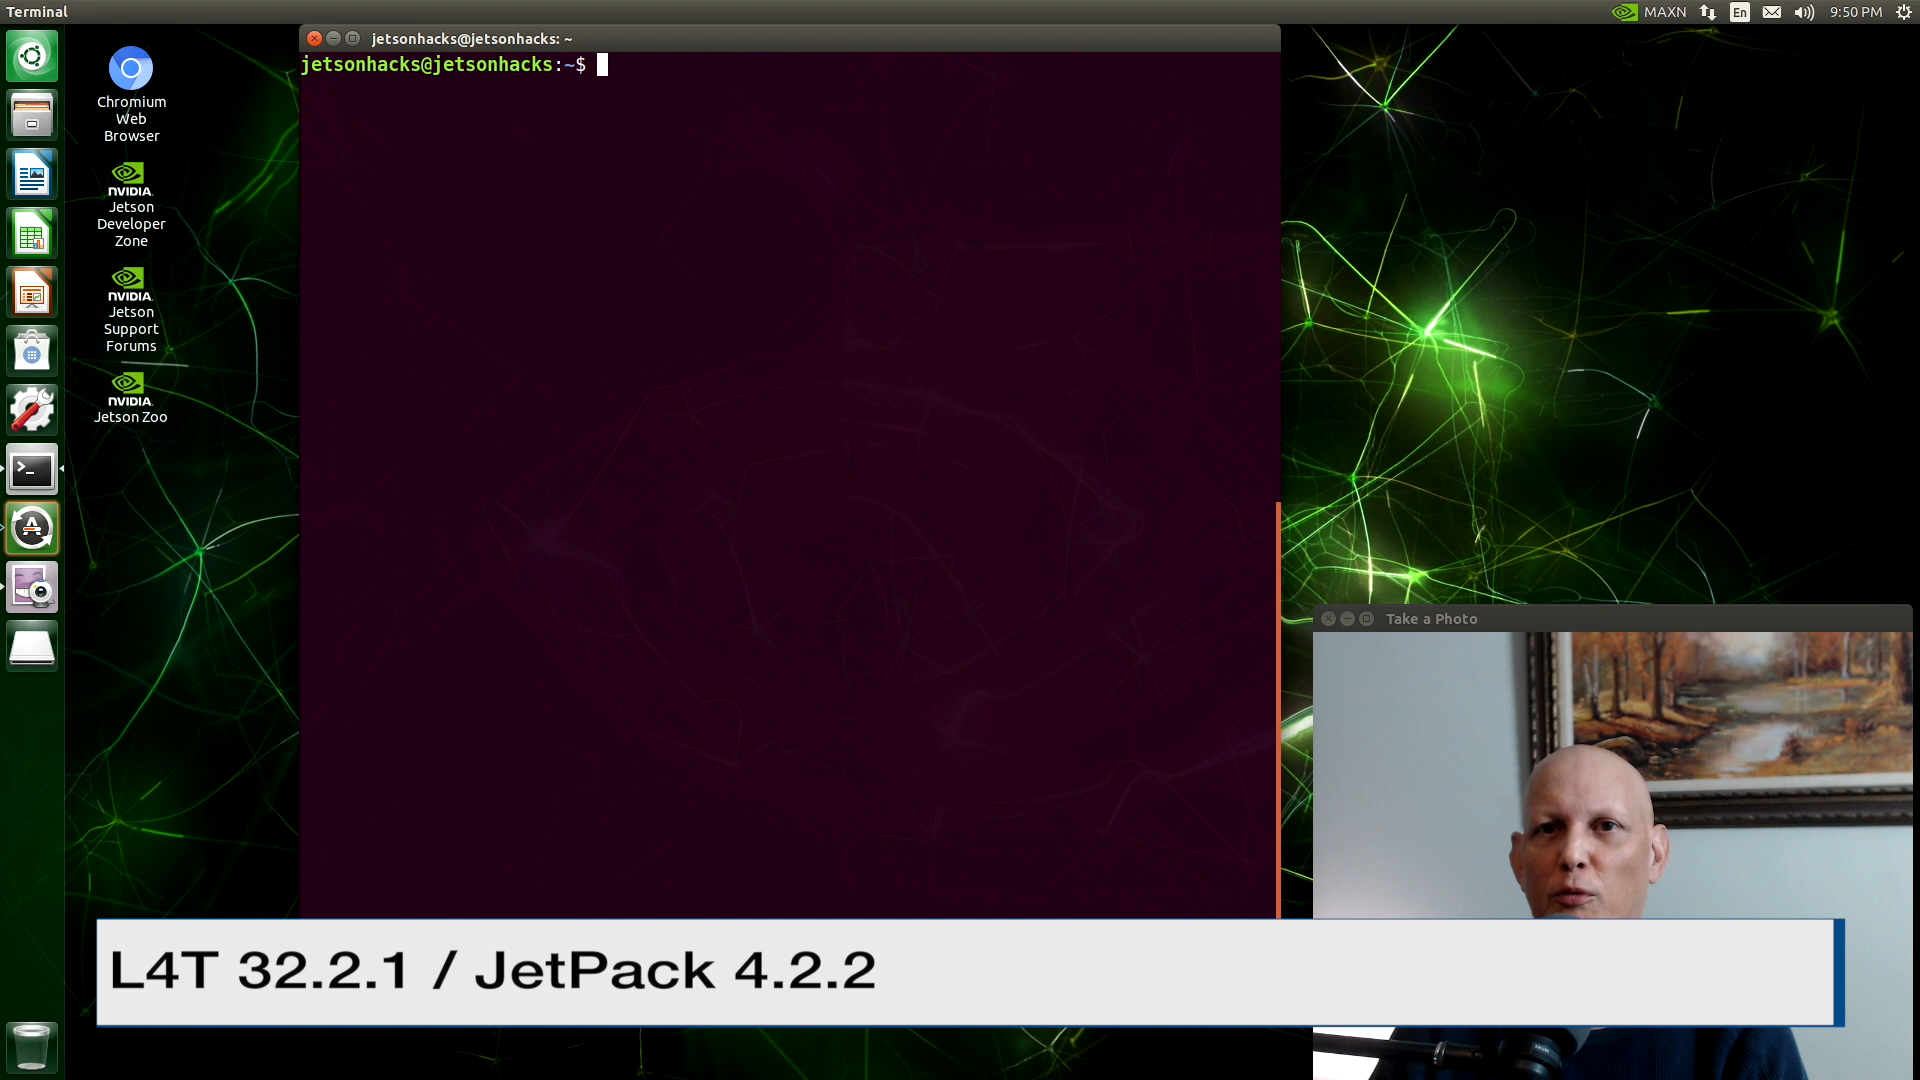 Terminal
MAXN
En
9:50 PM
jetsonhacks@jetsonhacks: ~
jetsonhacks@jetsonhacks:~$
Chromium
Web
Browser
NVIDIA.
Jetson
Developer
Zone
NVIDIA.
Jetson
Support
Forums
NVIDIA.
Jetson Zoo
Take a Photo
L4T 32.2.1 / JetPack 4.2.2